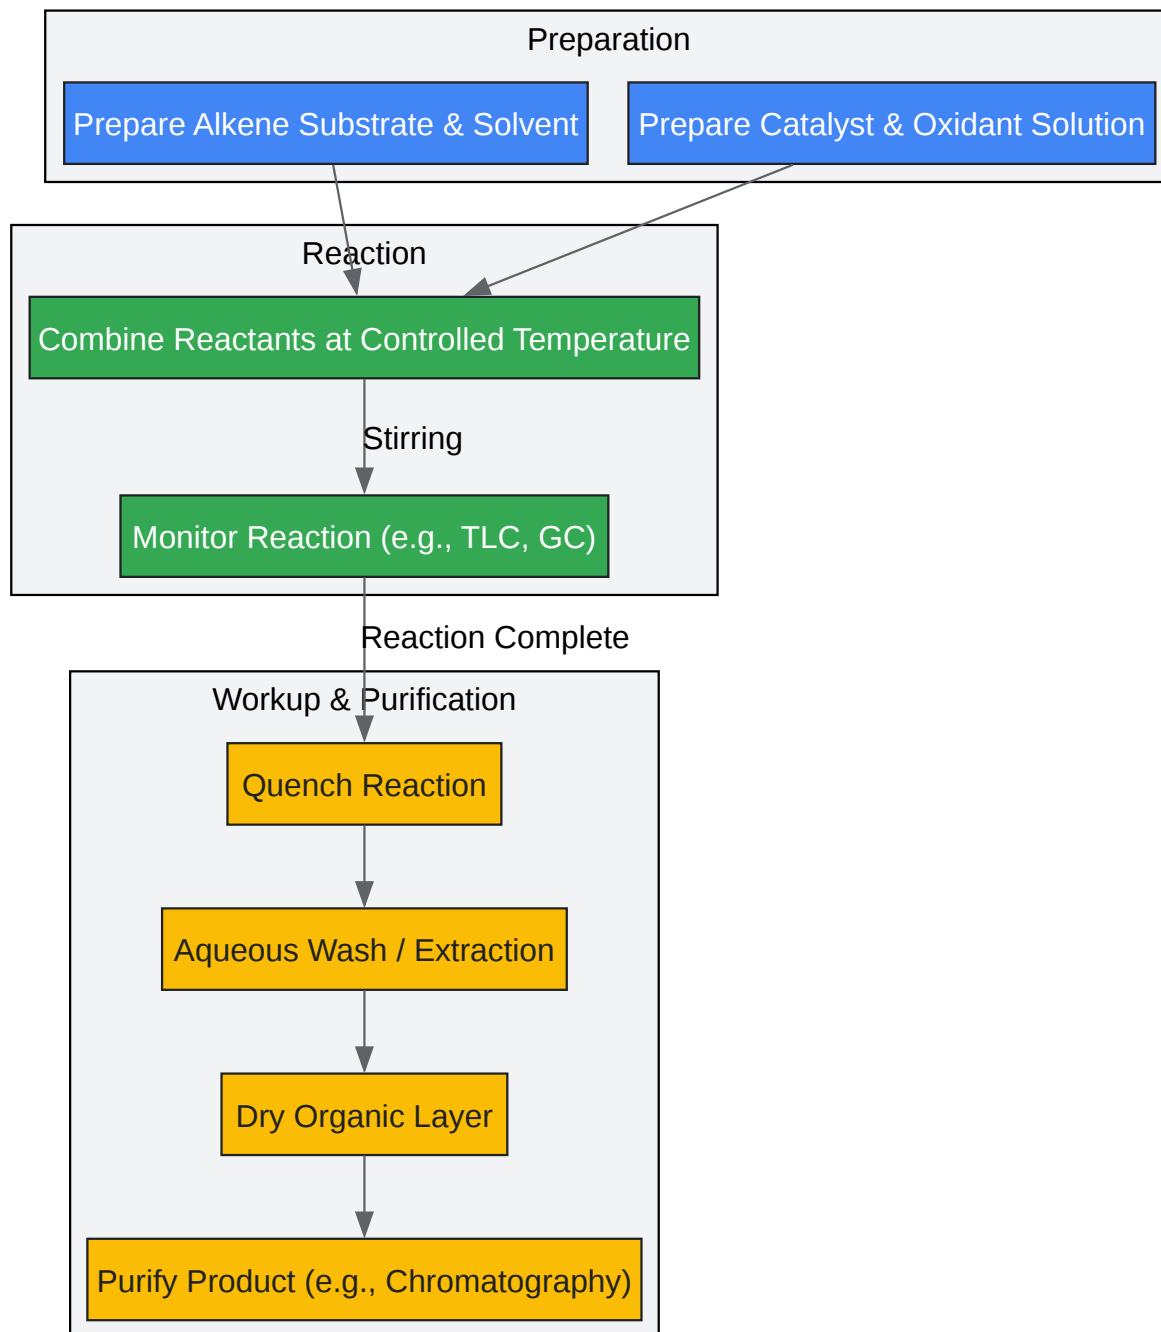 Preparation
Prepare Alkene Substrate & Solvent
Prepare Catalyst & Oxidant Solution
Reaction
Combine Reactants at Controlled Temperature
Stirring
Monitor Reaction (e.g., TLC, GC)
Reaction Complete
Workup & Purification
Quench Reaction
Aqueous Wash / Extraction
Dry Organic Layer
Purify Product (e.g., Chromatography)